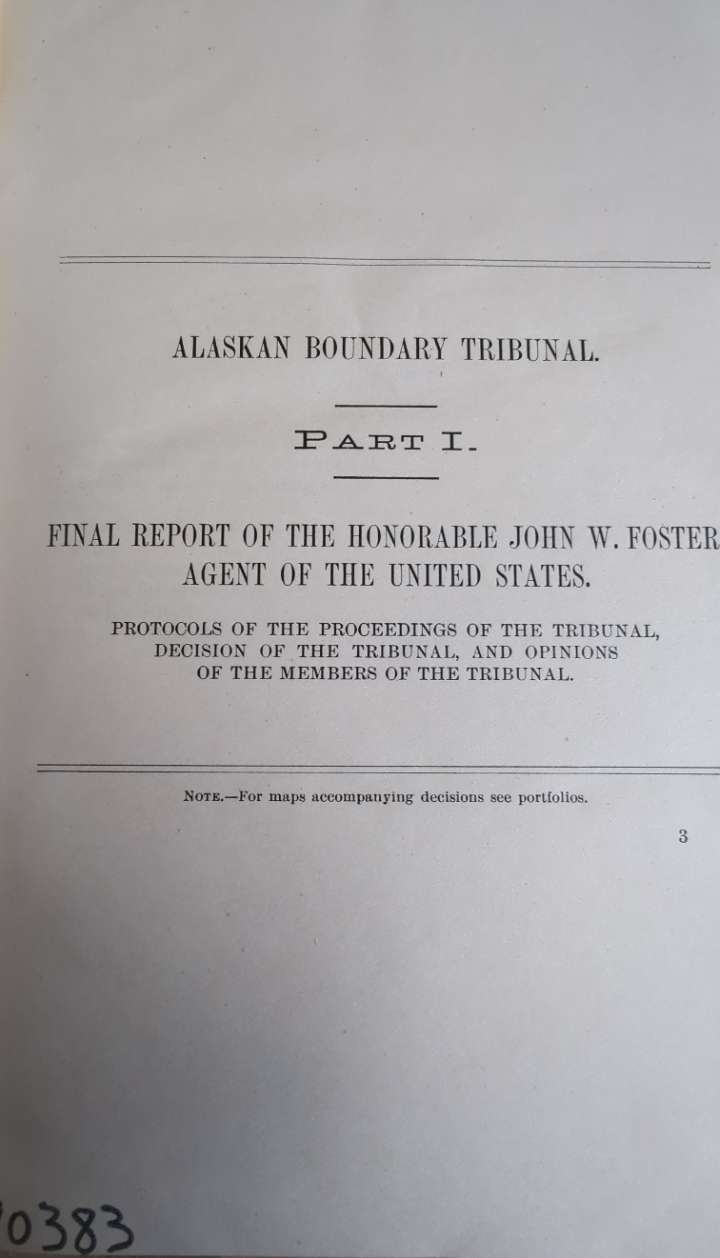 ALASKAN BOUNDARY TRIBUNAL.
PART I.
FINAL REPORT OF THE HONORABLE JOHN W. FOSTER
AGENT OF THE UNITED STATES.
PROTOCOLS OF THE PROCEEDINGS OF THE TRIBUNAL,
DECISION OF THE TRIBUNAL, AND OPINIONS
OF THE MEMBERS OF THE TRIBUNAL.
NOTE.—For maps accompanying decisions see portfolios.
3
0383